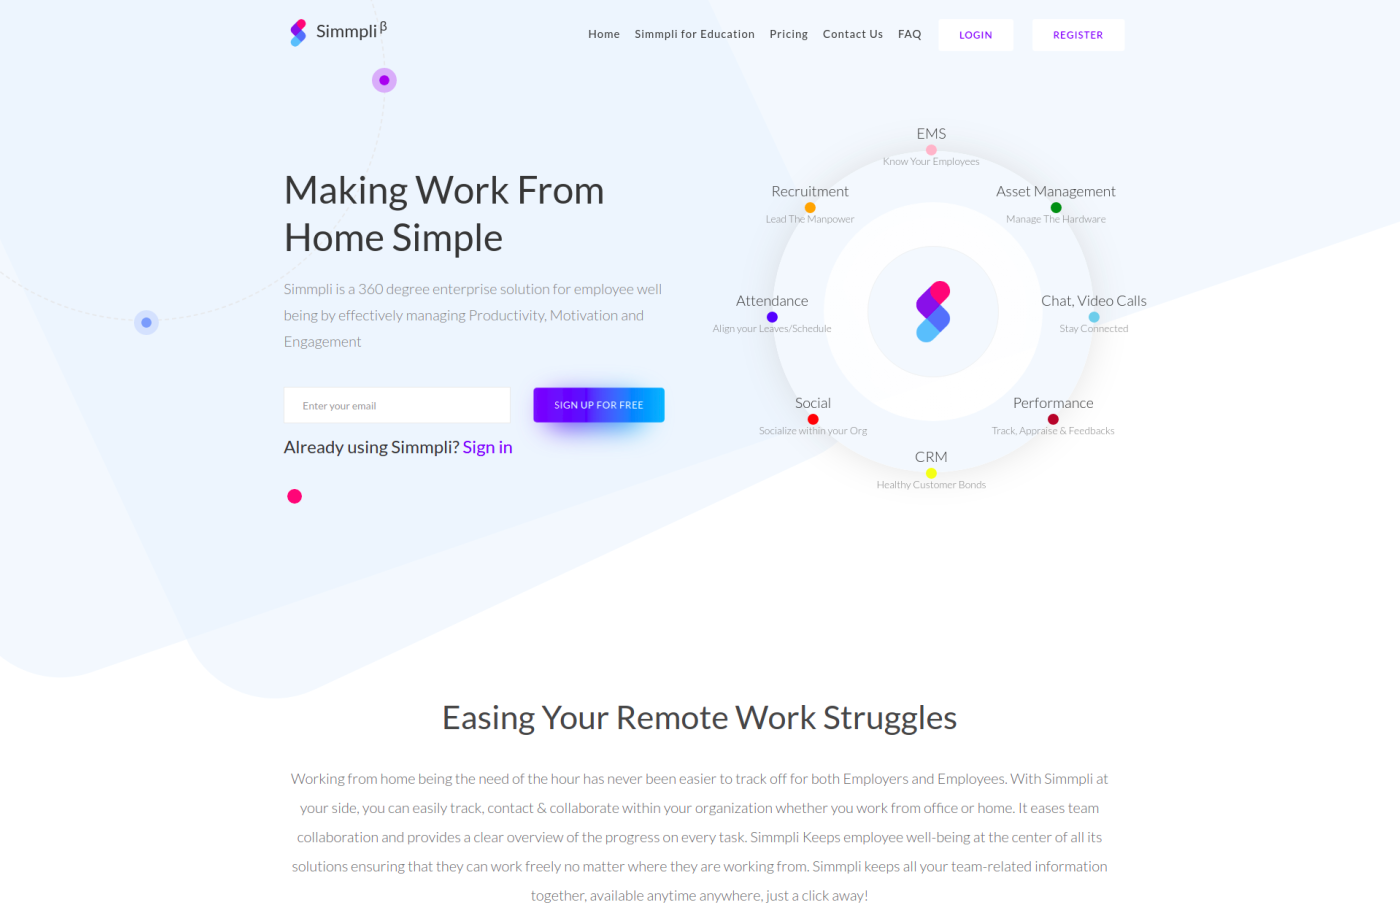 Simmpli β
Home Simmpli for Education Pricing Contact Us FAQ LOGIN REGISTER
Making Work From
Home Simple
Simmpli is a 360 degree enterprise solution for employee well
being by effectively managing Productivity, Motivation and
Engagement
Enter your email
SIGN UP FOR FREE
Already using Simmpli? Sign in
EMS
Know Your Employees
Recruitment
Lead The Manpower
Asset Management
Manage The Hardware
Attendance
Align your Leaves/Schedule
Chat, Video Calls
Stay Connected
Social
Socialize within your Org
Performance
Track, Appraise & Feedbacks
CRM
Healthy Customer Bonds
Easing Your Remote Work Struggles
Working from home being the need of the hour has never been easier to track off for both Employers and Employees. With Simmpli at
your side, you can easily track, contact & collaborate within your organization whether you work from office or home. It eases team
collaboration and provides a clear overview of the progress on every task. Simmpli Keeps employee well-being at the center of all its
solutions ensuring that they can work freely no matter where they are working from. Simmpli keeps all your team-related information
together, available anytime anywhere, just a click away!